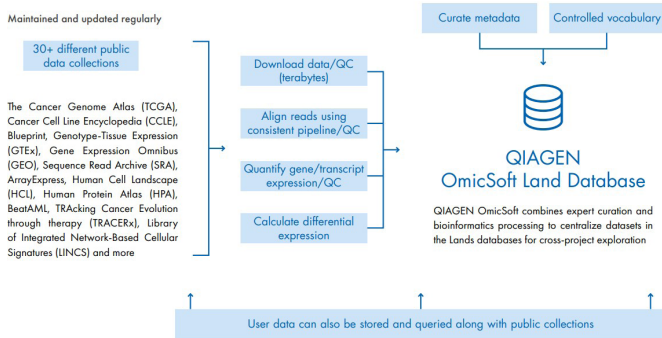 Maintained and updated regularly
30+ different public
data collections
The Cancer Genome Atlas (TCGA),
Cancer Cell Line Encyclopedia (CCLE),
Blueprint, Genotype-Tissue Expression
(GTEx), Gene Expression Omnibus
(GEO), Sequence Read Archive (SRA),
ArrayExpress, Human Cell Landscape
(HCL), Human Protein Atlas (HPA),
BeatAML, TRAcking Cancer Evolution
through therapy (TRACERx), Library
of Integrated Network-Based Cellular
Signatures (LINCS) and more
Download data/QC
(terabytes)
Align reads using
consistent pipeline/QC
Quantify gene/transcript
expression/QC
Calculate differential
expression
Curate metadata
Controlled vocabulary
QIAGEN
OmicSoft Land Database
QIAGEN OmicSoft combines expert curation and
bioinformatics processing to centralize datasets in
the Lands databases for cross-project exploration
User data can also be stored and queried along with public collections